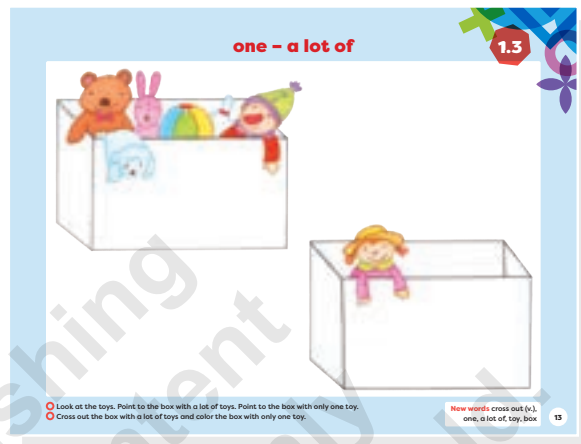 one – a lot of
1.3
Look at the toys. Point to the box with a lot of toys. Point to the box with only one toy.
Cross out the box with a lot of toys and color the box with only one toy.
New words cross out (v.),
one, a lot of, toy, box
13